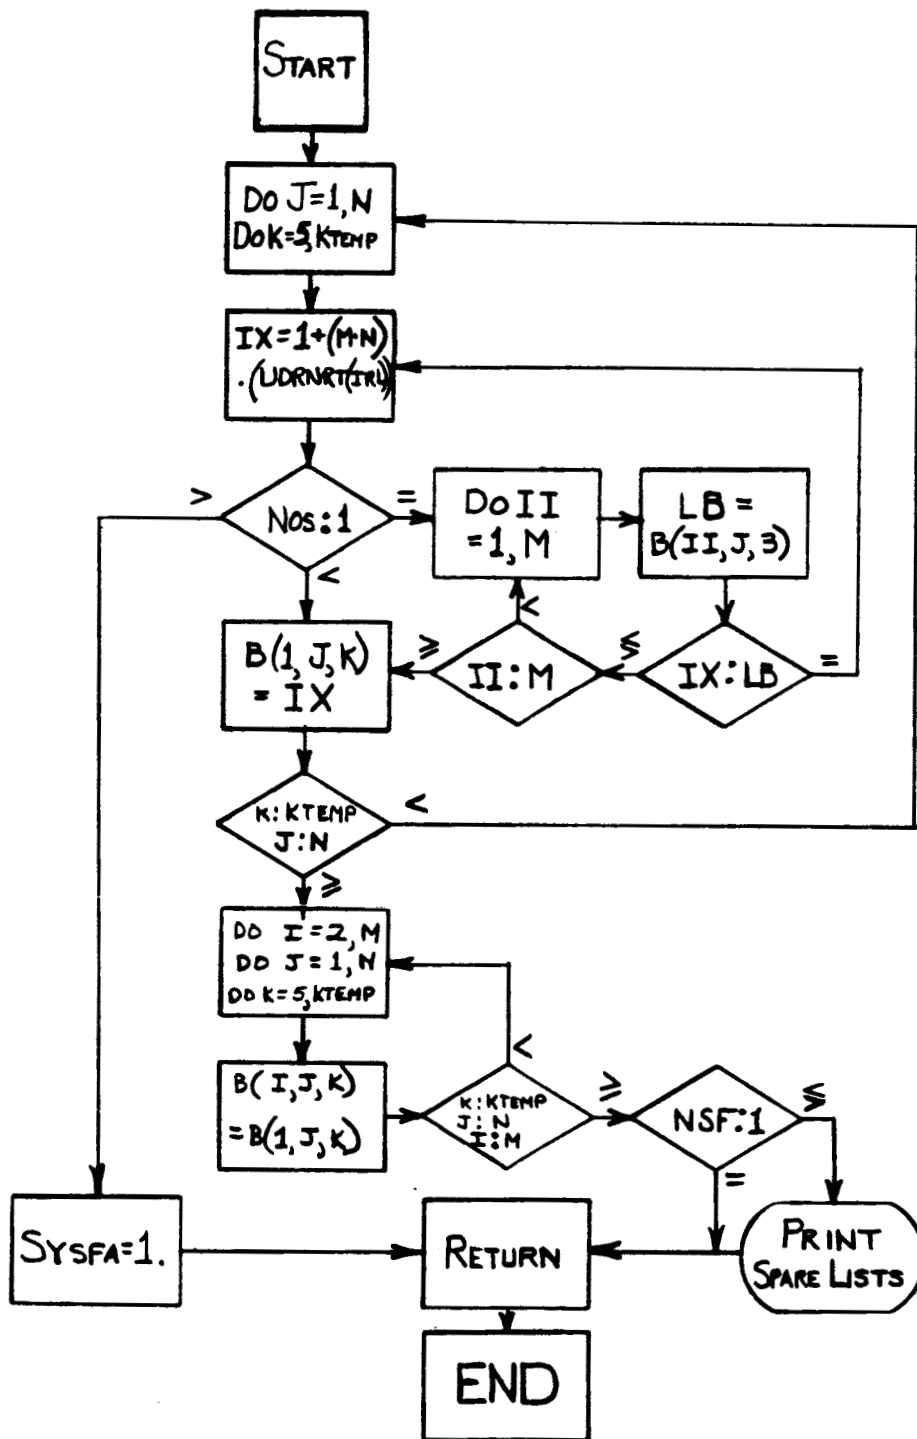 START
DO J=1,N
DO K=5,KTEMP
IX=1+(M·N)
·(UDRNRT(IRU))
>
NOS:1
=
<
DO II
=1,M
LB =
B(II,J,3)
B(1,J,K)
= IX
≥
II:M
<
≤
IX:LB
=
K:KTEMP
J:N
<
≥
DO I=2,M
DO J=1,N
DO K=5,KTEMP
B(I,J,K)
=B(1,J,K)
<
K:KTEMP
J:N
I:M
≥
NSF:1
≤
=
SYSFA=1.
RETURN
PRINT
SPARE LISTS
END